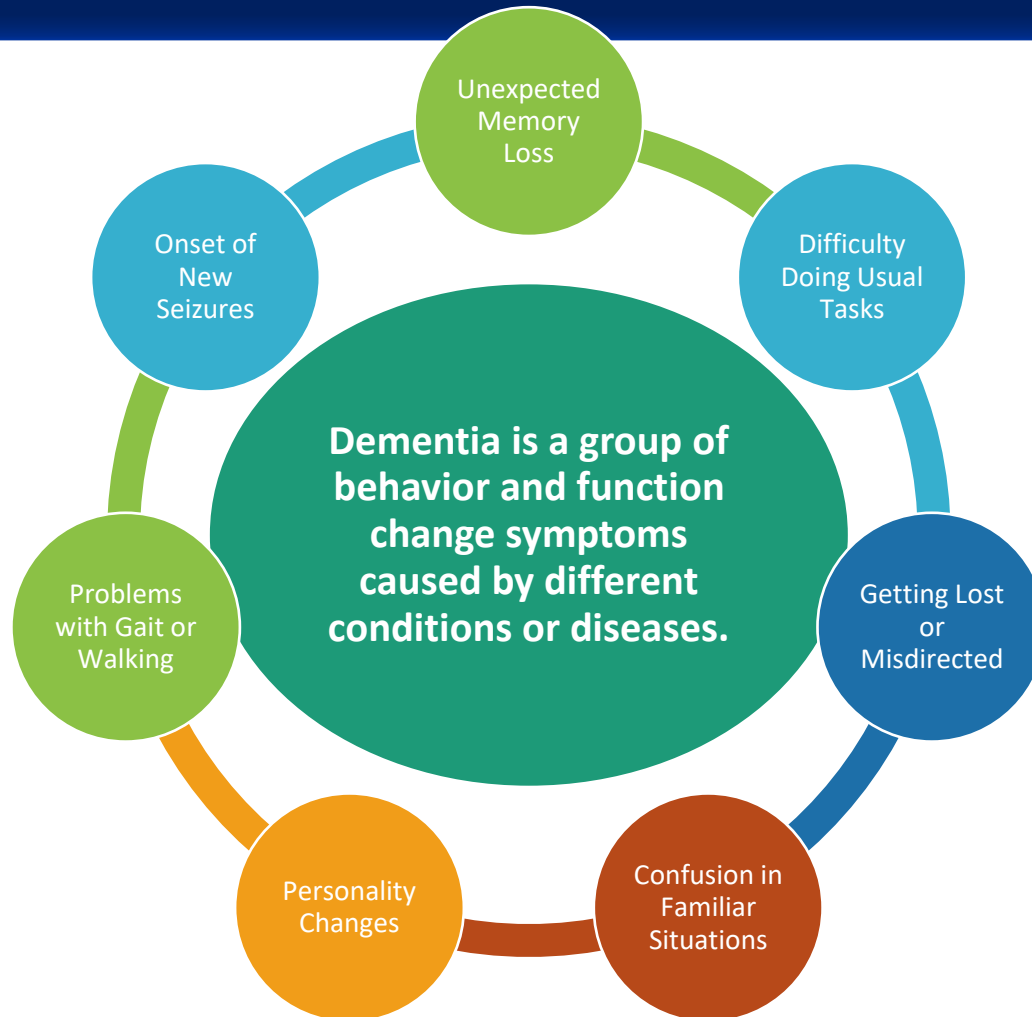 Unexpected
Memory
Loss
Difficulty
Doing Usual
Tasks
Getting Lost
or
Misdirected
Confusion in
Familiar
Situations
Personality
Changes
Problems
with Gait or
Walking
Onset of
New
Seizures
Dementia is a group of
behavior and function
change symptoms
caused by different
conditions or diseases.